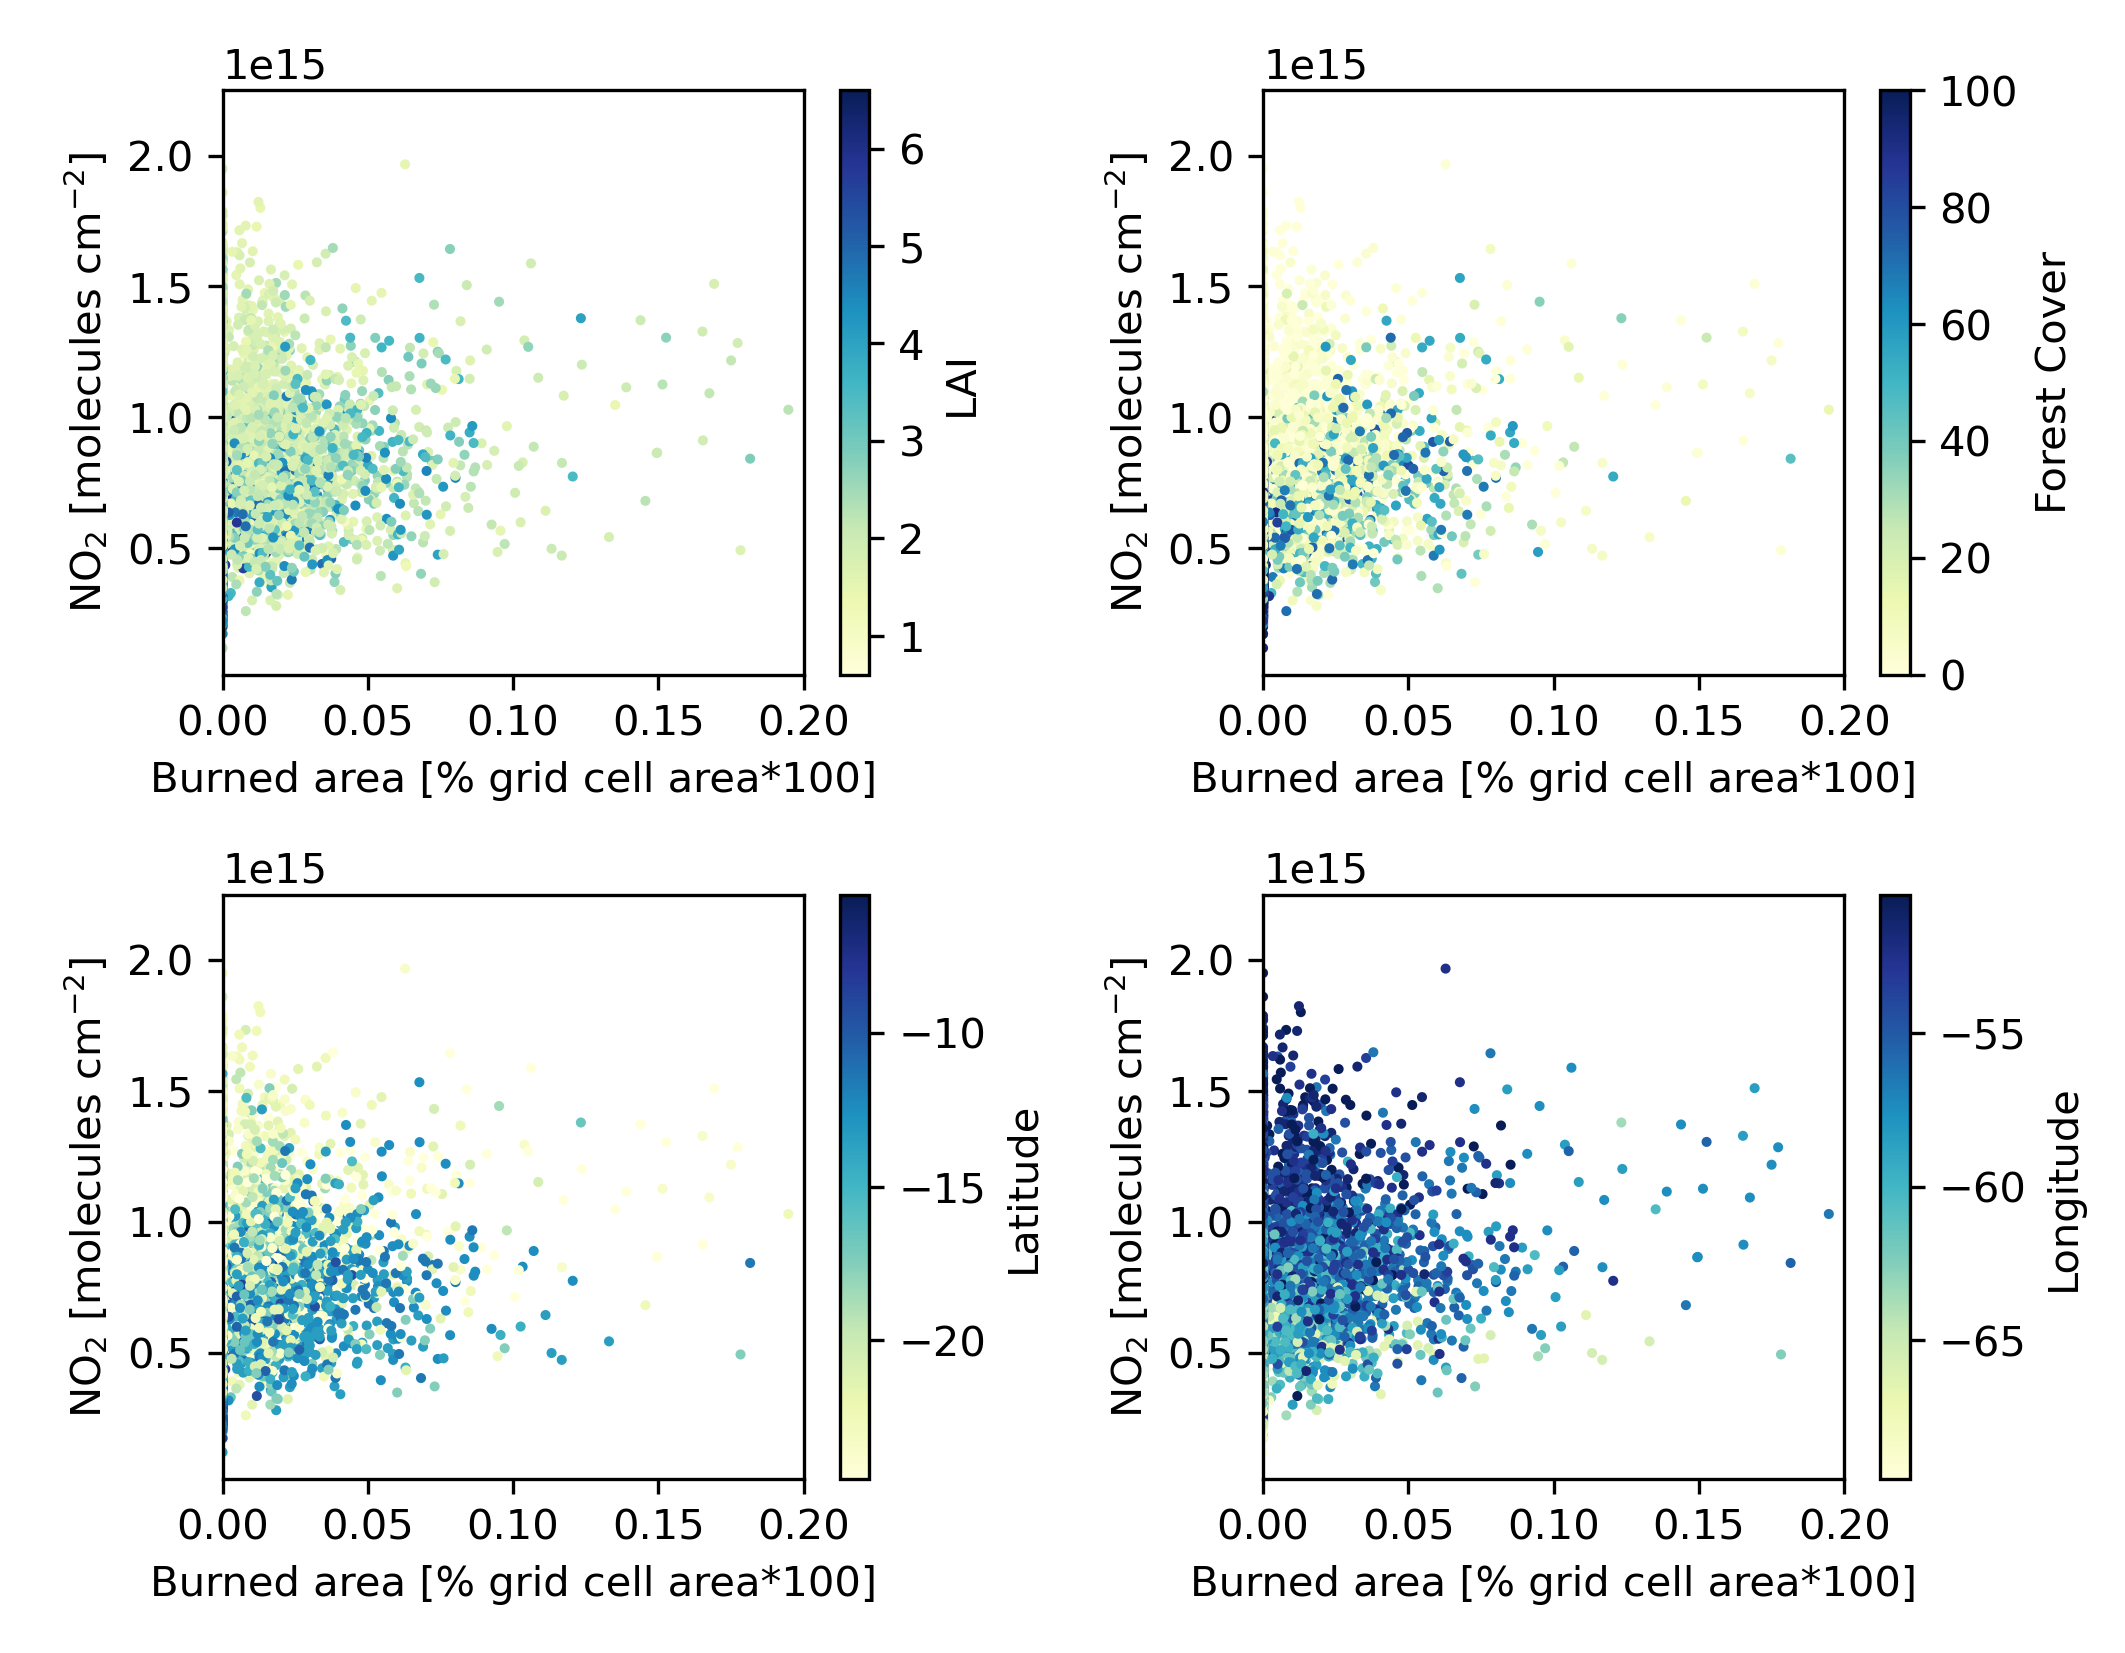 1e15
2.0
1.5
1.0
0.5
NO₂ [molecules cm⁻²]
0.00 0.05 0.10 0.15 0.20
Burned area [% grid cell area*100]
6
5
4
3
2
1
LAI
1e15
2.0
1.5
1.0
0.5
NO₂ [molecules cm⁻²]
0.00 0.05 0.10 0.15 0.20
Burned area [% grid cell area*100]
100
80
60
40
20
0
Forest Cover
1e15
2.0
1.5
1.0
0.5
NO₂ [molecules cm⁻²]
0.00 0.05 0.10 0.15 0.20
Burned area [% grid cell area*100]
−10
−15
−20
Latitude
1e15
2.0
1.5
1.0
0.5
NO₂ [molecules cm⁻²]
0.00 0.05 0.10 0.15 0.20
Burned area [% grid cell area*100]
−55
−60
−65
Longitude